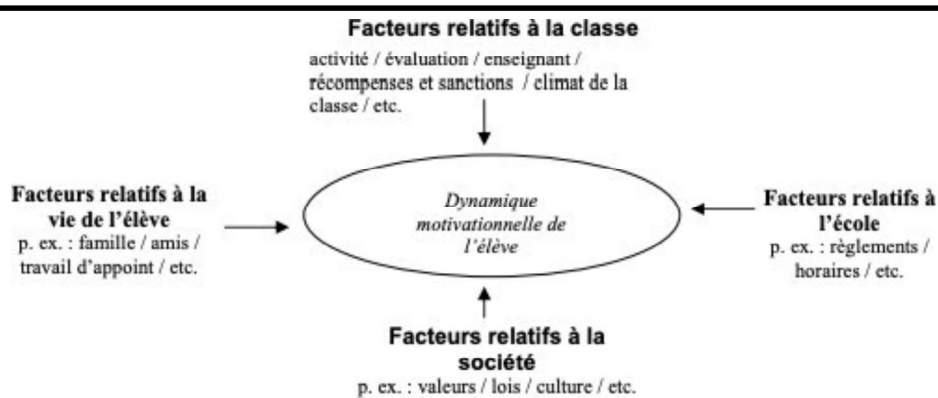 Facteurs relatifs à la classe
activité / évaluation / enseignant /
récompenses et sanctions / climat de la
classe / etc.
Facteurs relatifs à la
vie de l'élève
p. ex. : famille / amis /
travail d'appoint / etc.
Dynamique
motivationnelle de
l'élève
Facteurs relatifs à
l'école
p. ex. : règlements /
horaires / etc.
Facteurs relatifs à la
société
p. ex. : valeurs / lois / culture / etc.